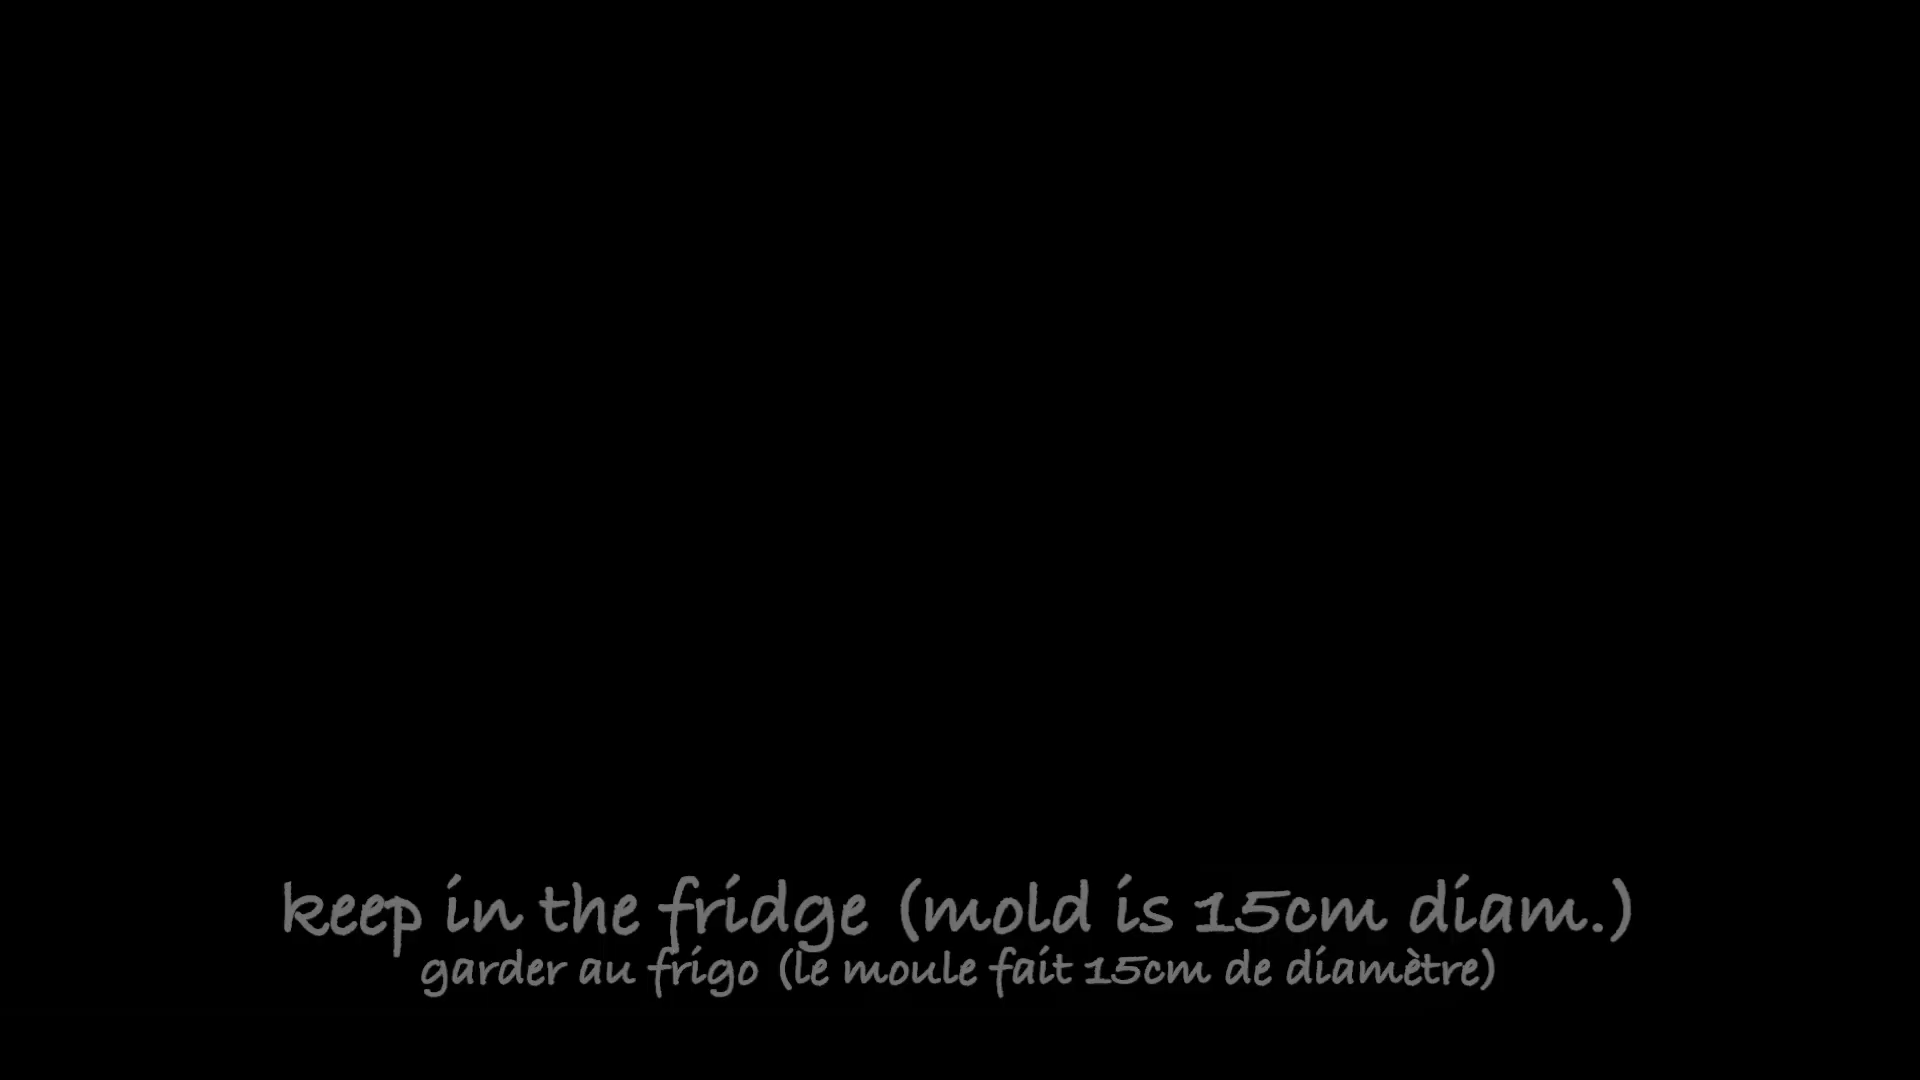 keep in the fridge (mold is 15cm diam.)
garder au frigo (le moule fait 15cm de diamètre)